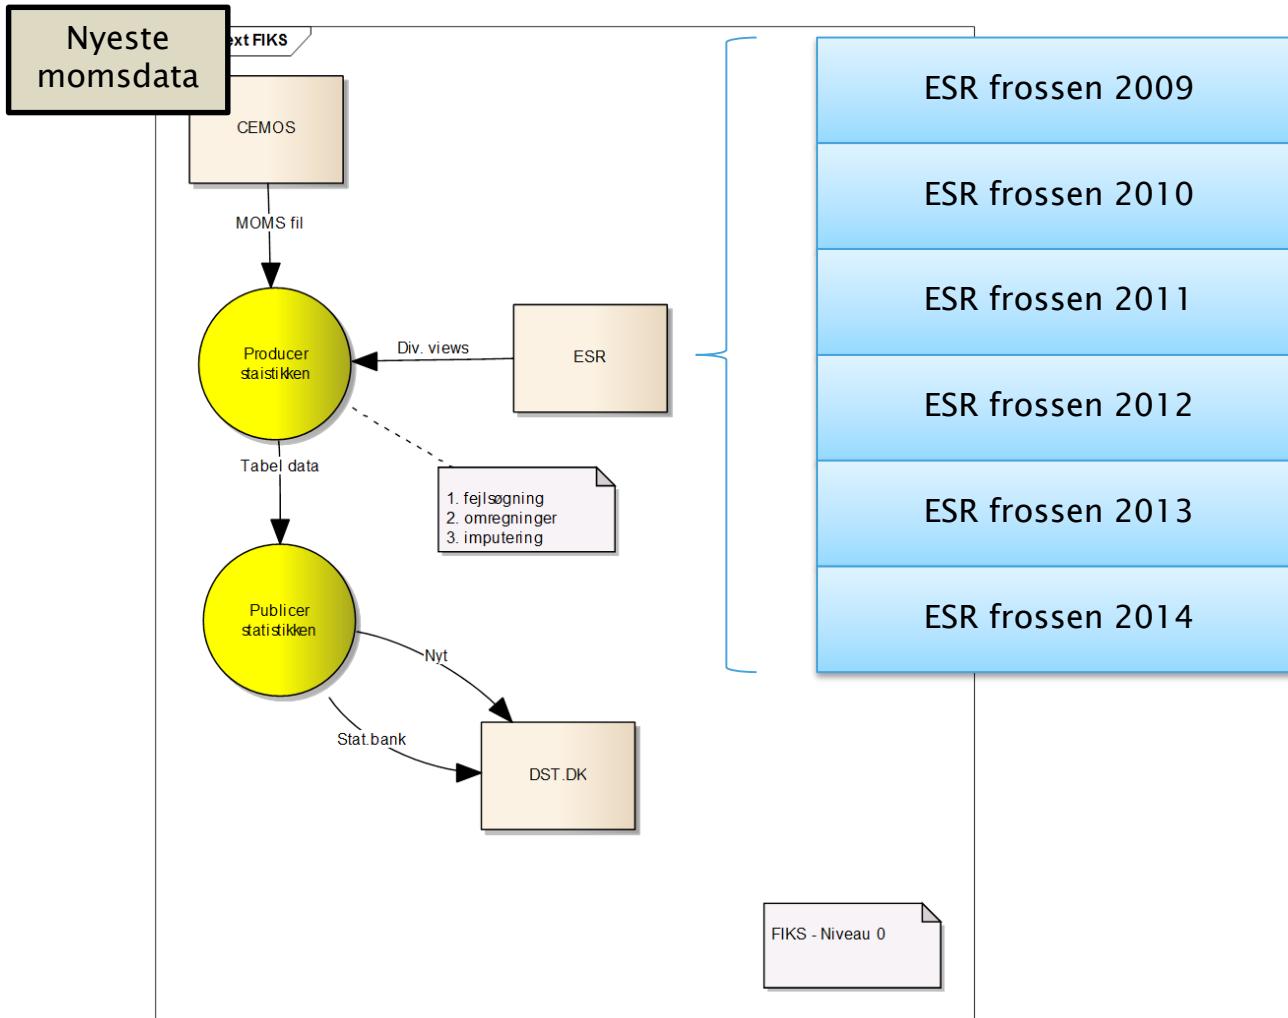 Nyeste
momsdata
ext FIKS
CEMOS
MOMS fil
Producer
staistikken
Div. views
ESR
Tabel data
1. fejlsøgning
2. omregninger
3. imputering
Publicer
statistikken
Nyt
Stat.bank
DST.DK
FIKS - Niveau 0
ESR frossen 2009
ESR frossen 2010
ESR frossen 2011
ESR frossen 2012
ESR frossen 2013
ESR frossen 2014